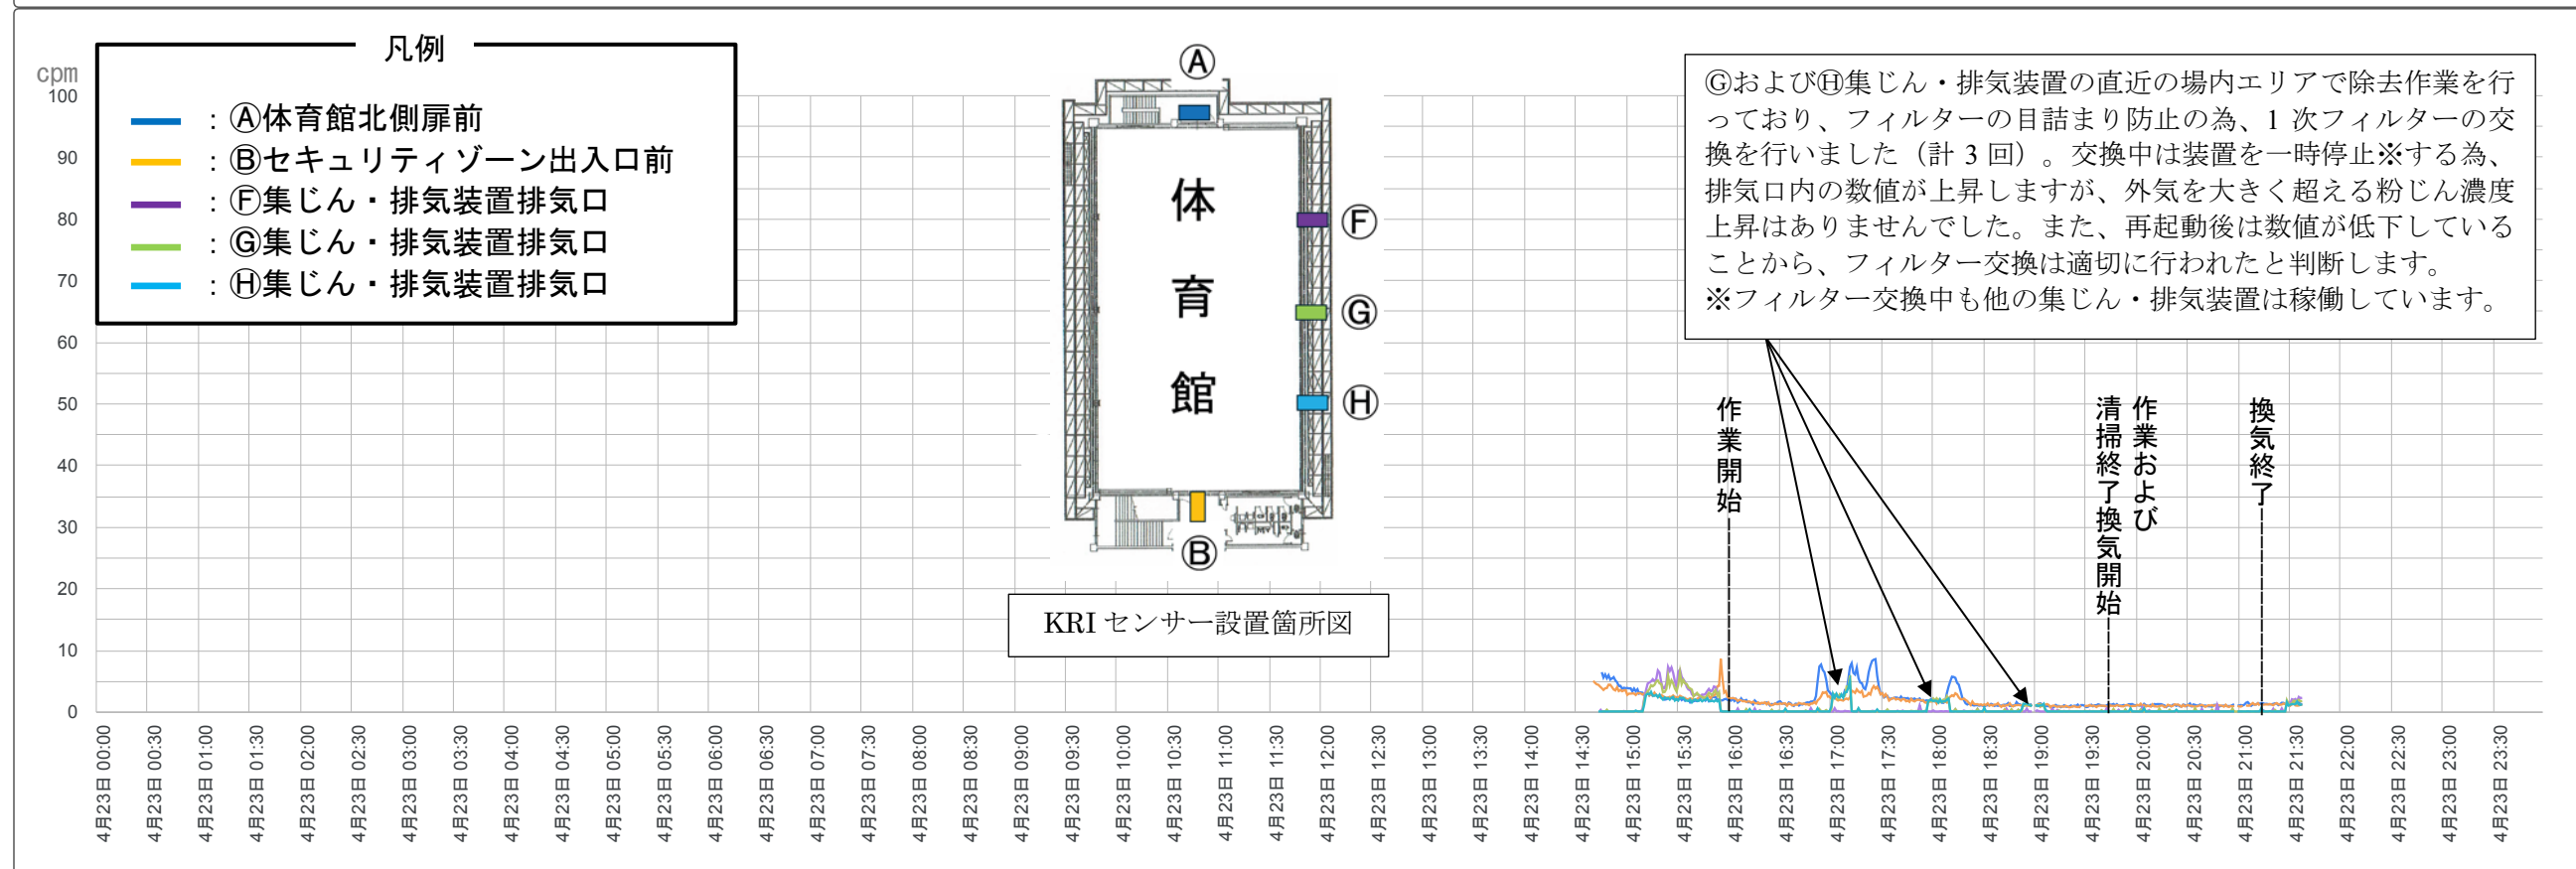 凡例
cpm
: Ⓐ体育館北側扉前
: Ⓑセキュリティゾーン出入口前
: Ⓕ集じん・排気装置排気口
: Ⓖ集じん・排気装置排気口
: Ⓗ集じん・排気装置排気口
100
90
80
70
60
50
40
30
20
10
0
Ⓐ
体育館
Ⓕ
Ⓖ
Ⓗ
Ⓑ
KRI センサー設置箇所図
ⒼおよびⒽ集じん・排気装置の直近の場内エリアで除去作業を行
っており、フィルターの目詰まり防止の為、1 次フィルターの交
換を行いました（計 3 回）。交換中は装置を一時停止※する為、
排気口内の数値が上昇しますが、外気を大きく超える粉じん濃度
上昇はありませんでした。また、再起動後は数値が低下している
ことから、フィルター交換は適切に行われたと判断します。
※フィルター交換中も他の集じん・排気装置は稼働しています。
作業開始
作業および
清掃終了換気開始
換気終了
4月23日 00:00
4月23日 00:30
4月23日 01:00
4月23日 01:30
4月23日 02:00
4月23日 02:30
4月23日 03:00
4月23日 03:30
4月23日 04:00
4月23日 04:30
4月23日 05:00
4月23日 05:30
4月23日 06:00
4月23日 06:30
4月23日 07:00
4月23日 07:30
4月23日 08:00
4月23日 08:30
4月23日 09:00
4月23日 09:30
4月23日 10:00
4月23日 10:30
4月23日 11:00
4月23日 11:30
4月23日 12:00
4月23日 12:30
4月23日 13:00
4月23日 13:30
4月23日 14:00
4月23日 14:30
4月23日 15:00
4月23日 15:30
4月23日 16:00
4月23日 16:30
4月23日 17:00
4月23日 17:30
4月23日 18:00
4月23日 18:30
4月23日 19:00
4月23日 19:30
4月23日 20:00
4月23日 20:30
4月23日 21:00
4月23日 21:30
4月23日 22:00
4月23日 22:30
4月23日 23:00
4月23日 23:30